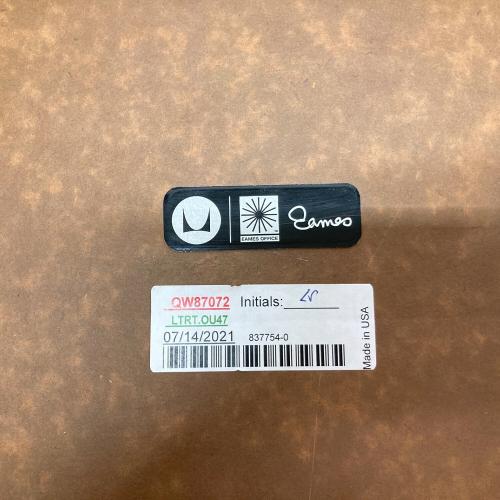 EAMES OFFICE
Eames
QW87072 Initials:
LTRT.OU47
07/14/2021 837754-0
Made in USA